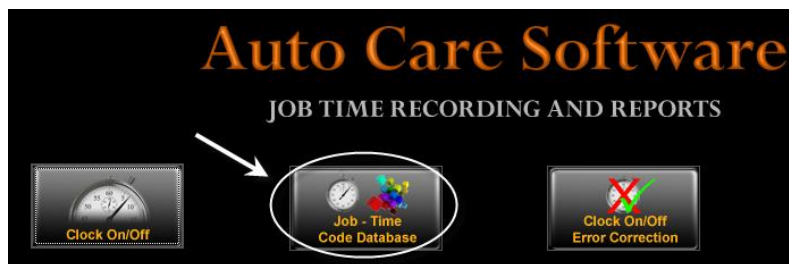 Auto Care Software
JOB TIME RECORDING AND REPORTS
Clock On/Off
Job - Time
Code Database
Clock On/Off
Error Correction